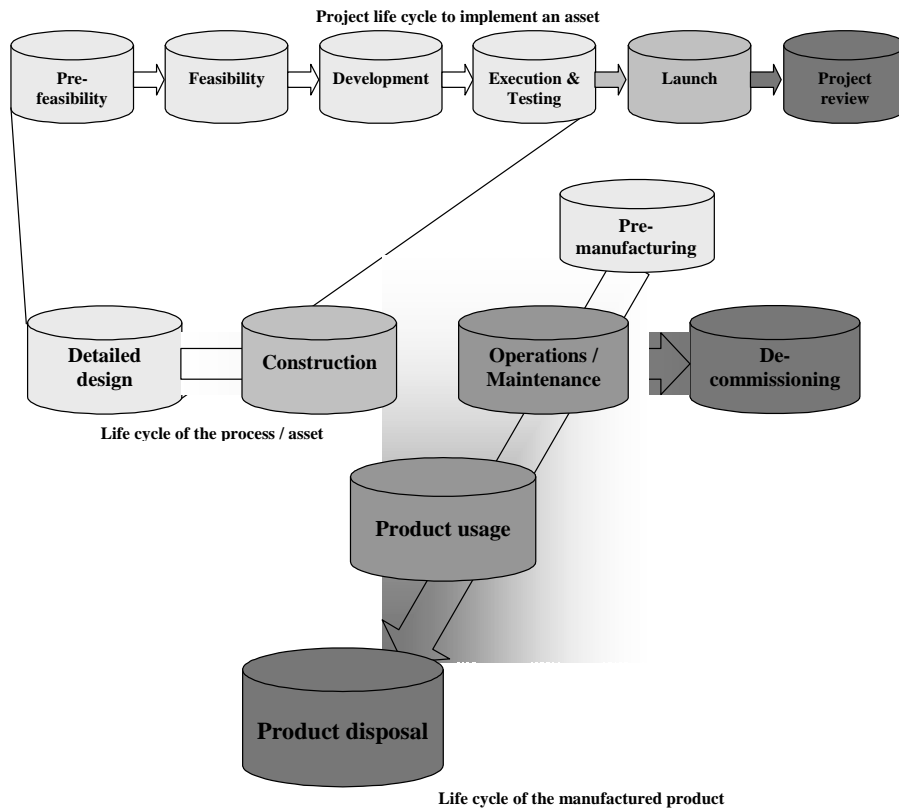 Project life cycle to implement an asset
Pre-
feasibility
Feasibility
Development
Execution &
Testing
Launch
Project
review
Pre-
manufacturing
Detailed
design
Construction
Operations /
Maintenance
De-
commissioning
Life cycle of the process / asset
Product usage
Product disposal
Life cycle of the manufactured product